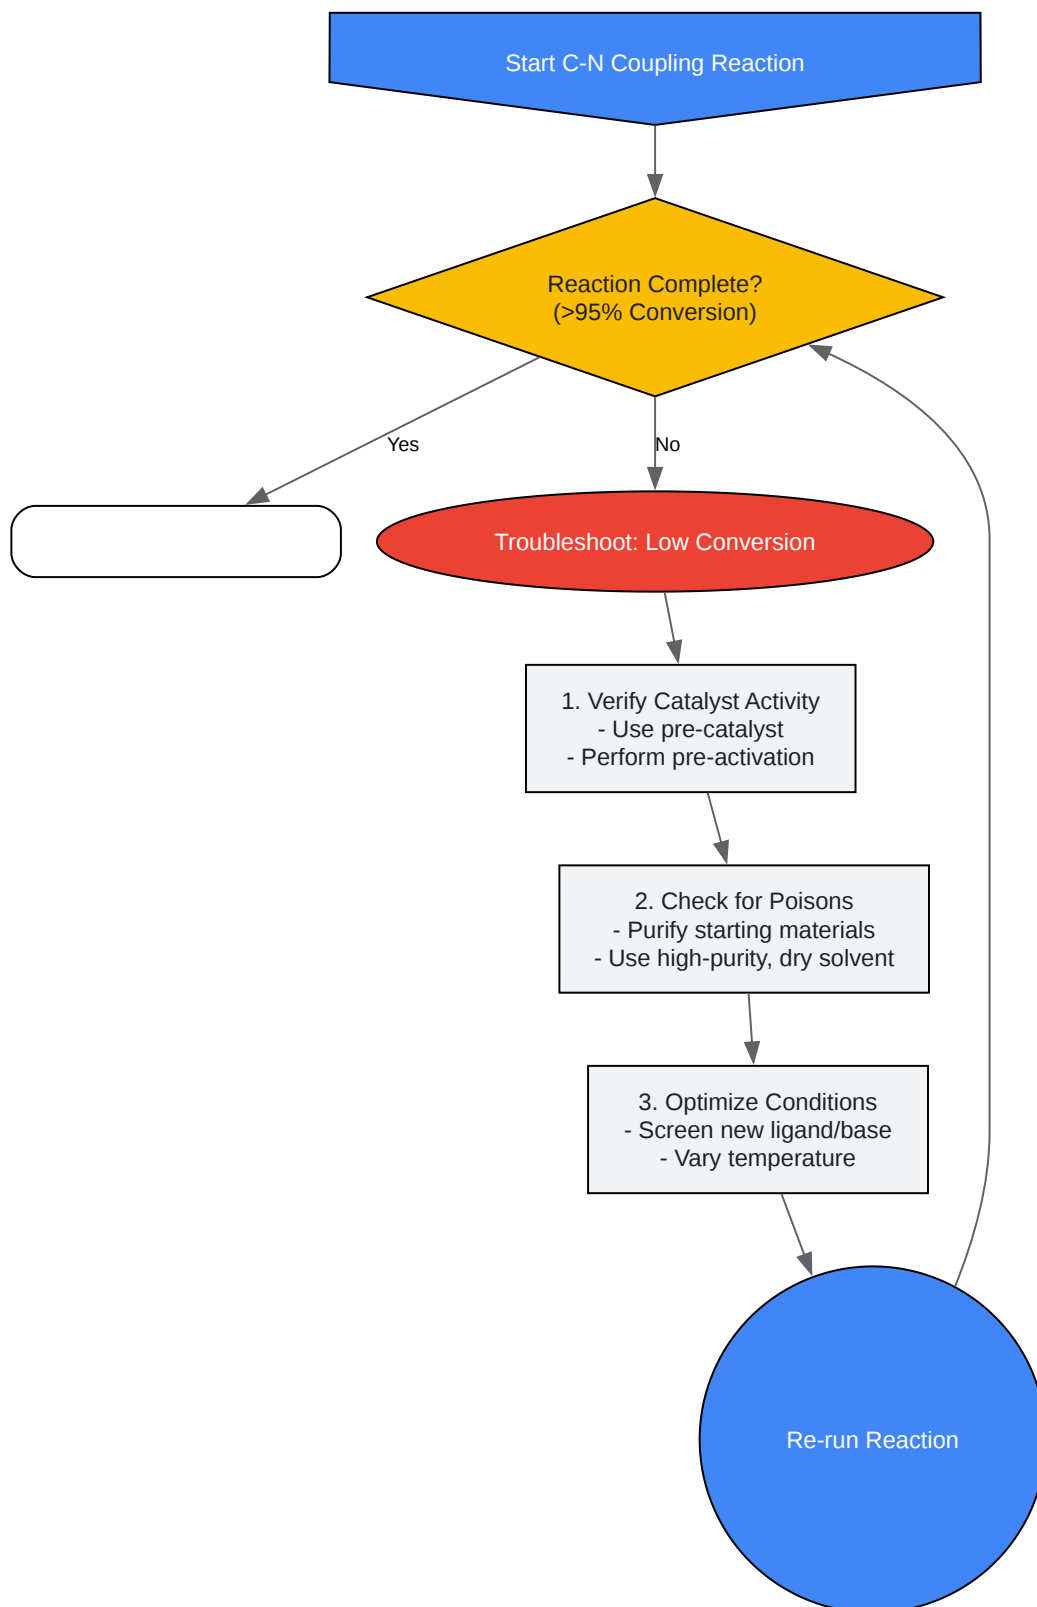 Start C-N Coupling Reaction
Reaction Complete?
(>95% Conversion)
Yes
No
Troubleshoot: Low Conversion
1. Verify Catalyst Activity
- Use pre-catalyst
- Perform pre-activation
2. Check for Poisons
- Purify starting materials
- Use high-purity, dry solvent
3. Optimize Conditions
- Screen new ligand/base
- Vary temperature
Re-run Reaction